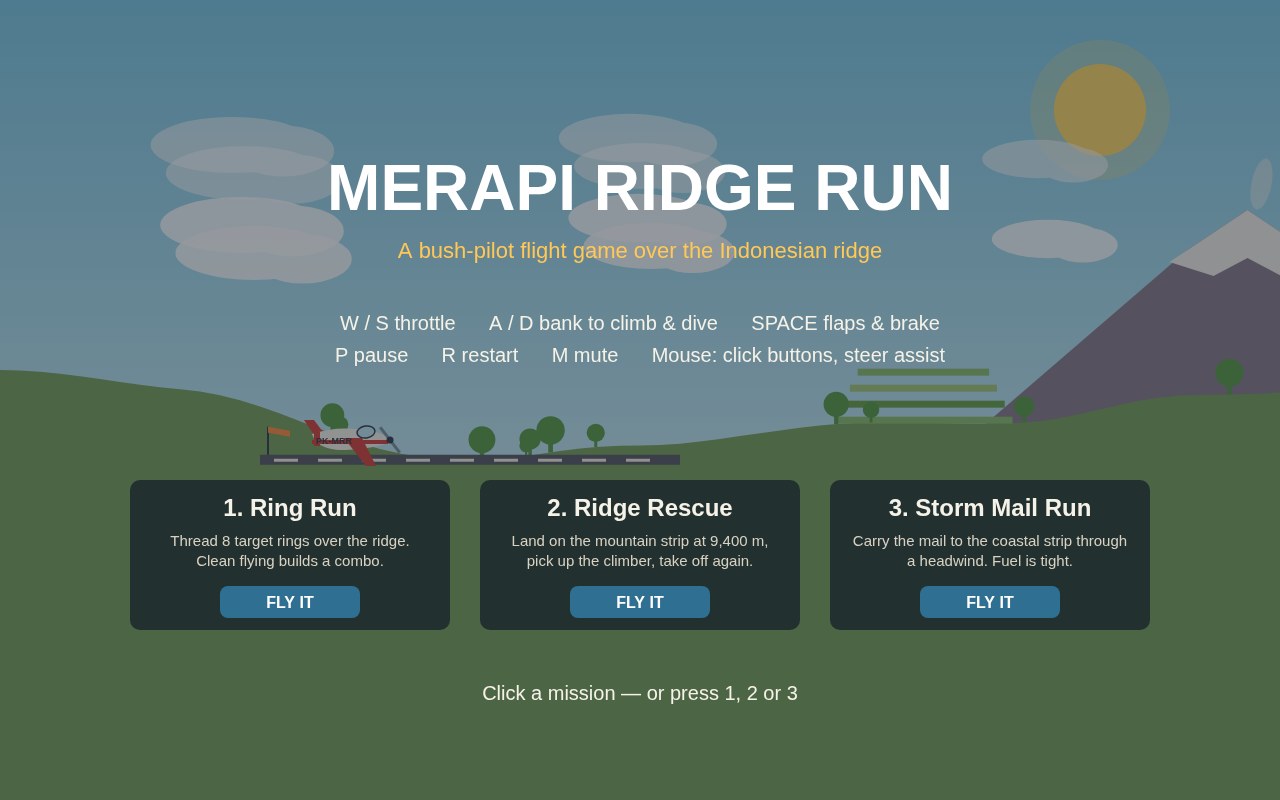 MERAPI RIDGE RUN
A bush-pilot flight game over the Indonesian ridge
W / S throttle A / D bank to climb & dive SPACE flaps & brake
P pause R restart M mute Mouse: click buttons, steer assist
PK-MRR
1. Ring Run
Thread 8 target rings over the ridge.
Clean flying builds a combo.
FLY IT
2. Ridge Rescue
Land on the mountain strip at 9,400 m,
pick up the climber, take off again.
FLY IT
3. Storm Mail Run
Carry the mail to the coastal strip through
a headwind. Fuel is tight.
FLY IT
Click a mission — or press 1, 2 or 3